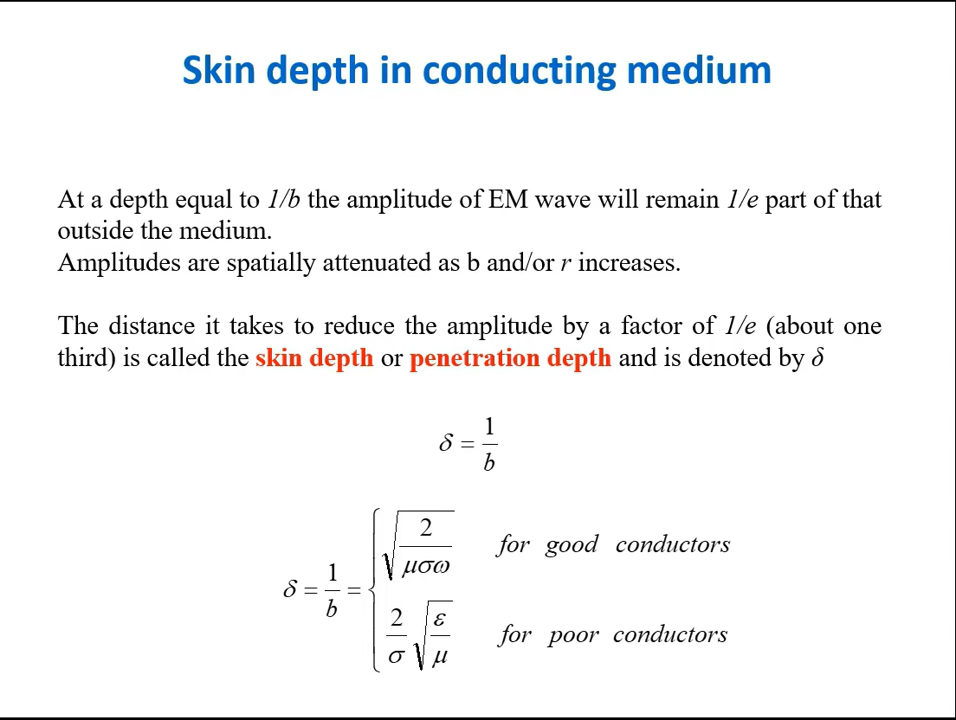 Skin depth in conducting medium
At a depth equal to 1/b the amplitude of EM wave will remain 1/e part of that
outside the medium.
Amplitudes are spatially attenuated as b and/or r increases.
The distance it takes to reduce the amplitude by a factor of 1/e (about one
third) is called the skin depth or penetration depth and is denoted by δ
δ = 1/b
δ = 1/b = { √(2/μσω) for good conductors
2/σ √(ε/μ) for poor conductors